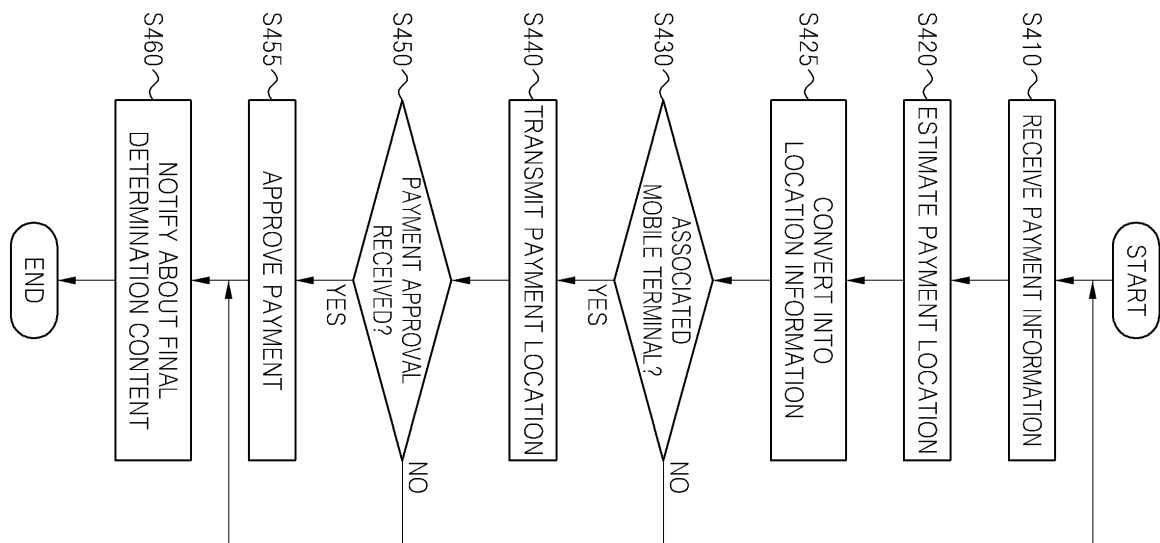 START
S410
RECEIVE PAYMENT INFORMATION
S420
ESTIMATE PAYMENT LOCATION
S425
CONVERT INTO
LOCATION INFORMATION
S430
ASSOCIATED
MOBILE TERMINAL?
NO
YES
S440
TRANSMIT PAYMENT LOCATION
S450
PAYMENT APPROVAL
RECEIVED?
NO
YES
S455
APPROVE PAYMENT
S460
NOTIFY ABOUT FINAL
DETERMINATION CONTENT
END